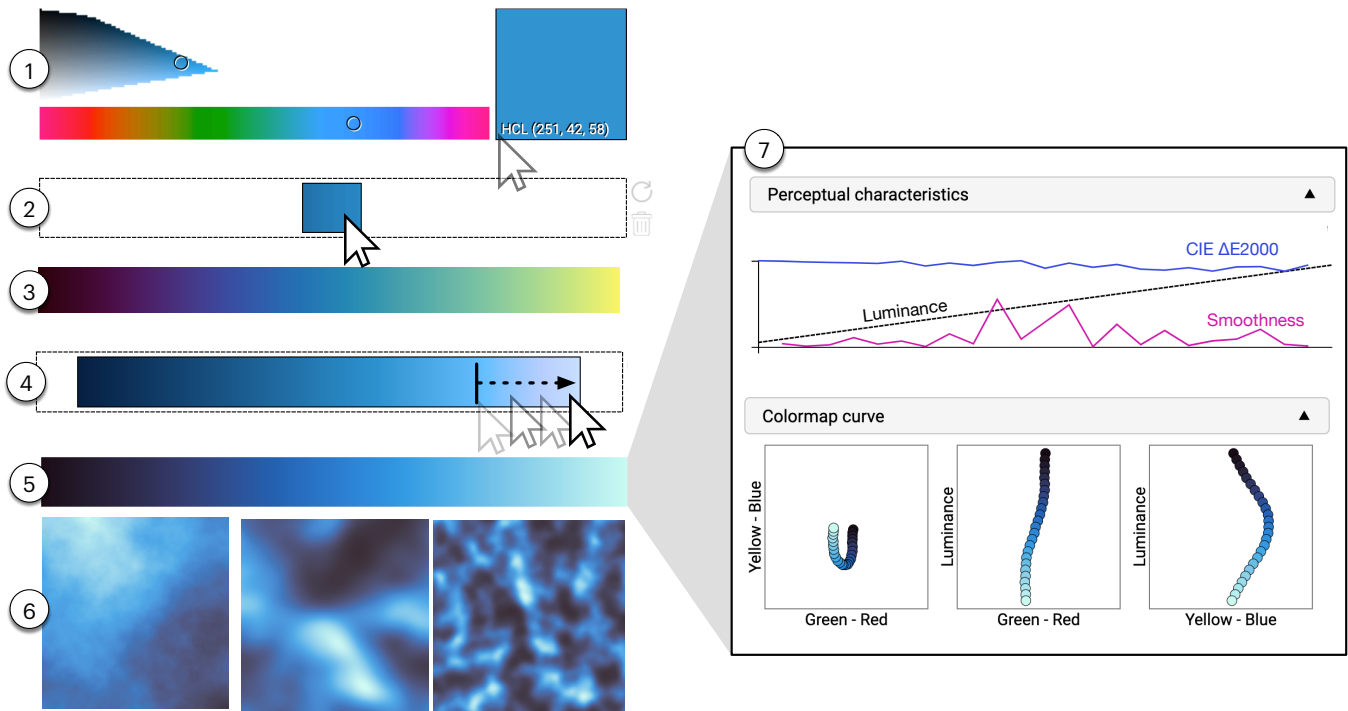 1
HCL (251, 42, 58)
2
3
4
5
6
7
Perceptual characteristics ▲
CIE ΔE2000
Luminance
Smoothness
Colormap curve ▲
Yellow - Blue
Green - Red
Luminance
Green - Red
Luminance
Yellow - Blue